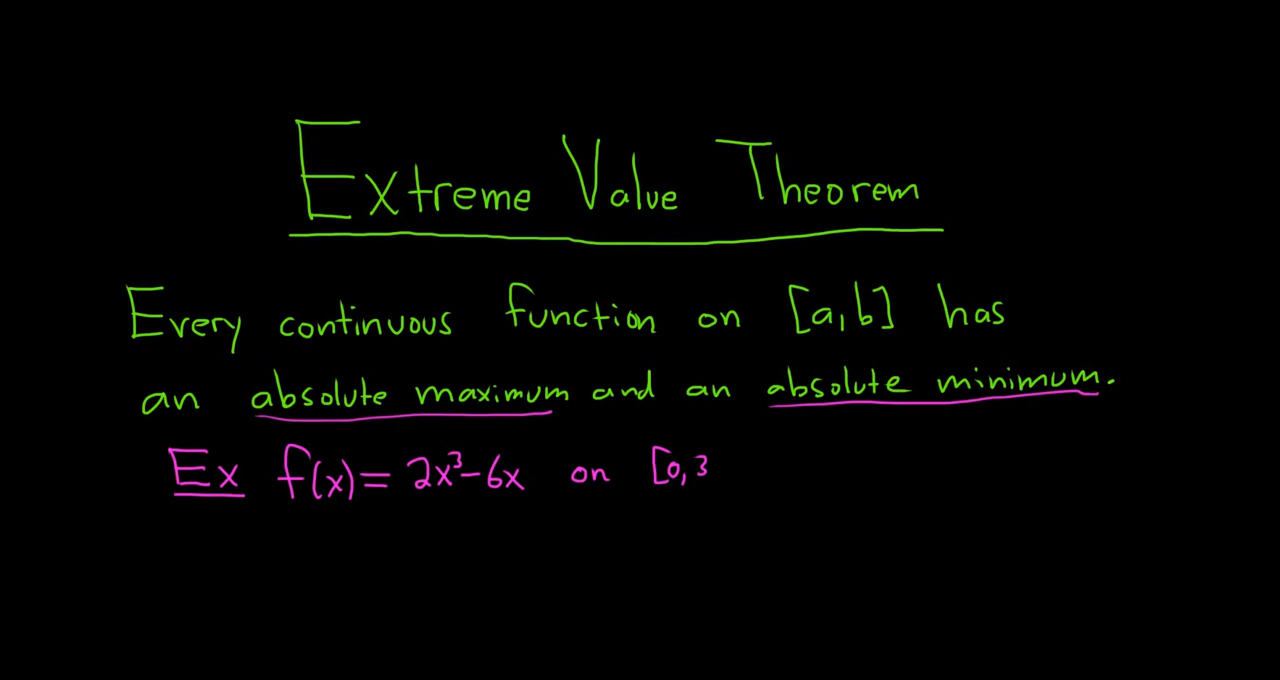 Extreme Value Theorem
Every continuous function on [a,b] has
an absolute maximum and an absolute minimum.
Ex f(x)= 2x³-6x on [0,3